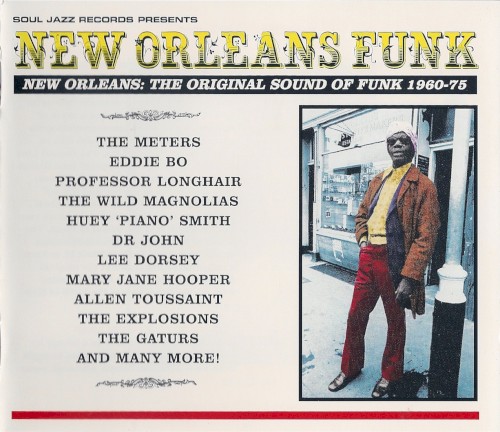 SOUL JAZZ RECORDS PRESENTS
NEW ORLEANS FUNK
NEW ORLEANS: THE ORIGINAL SOUND OF FUNK 1960-75
THE METERS
EDDIE BO
PROFESSOR LONGHAIR
THE WILD MAGNOLIAS
HUEY 'PIANO' SMITH
DR JOHN
LEE DORSEY
MARY JANE HOOPER
ALLEN TOUSSAINT
THE EXPLOSIONS
THE GATURS
AND MANY MORE!